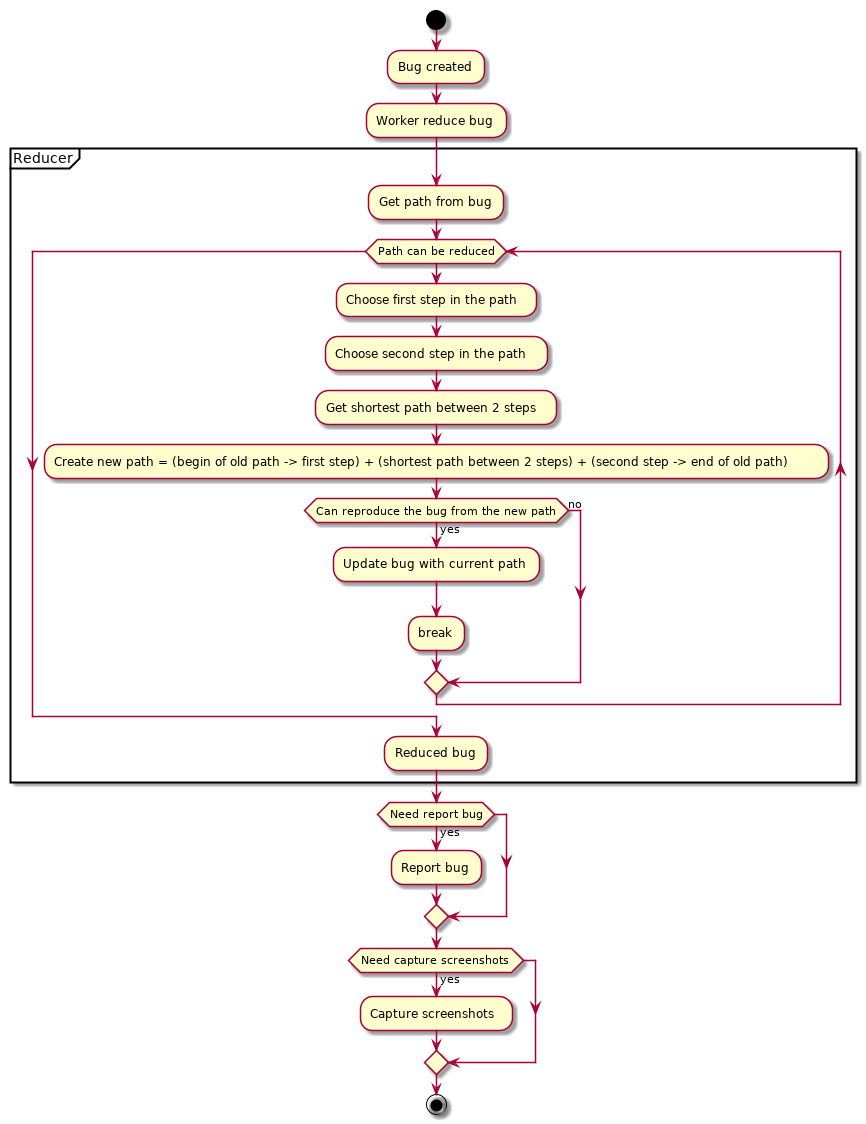 Bug created
Worker reduce bug
Reducer
Get path from bug
Path can be reduced
Choose first step in the path
Choose second step in the path
Get shortest path between 2 steps
Create new path = (begin of old path -> first step) + (shortest path between 2 steps) + (second step -> end of old path)
Can reproduce the bug from the new path
no
yes
Update bug with current path
break
Reduced bug
Need report bug
yes
Report bug
Need capture screenshots
yes
Capture screenshots